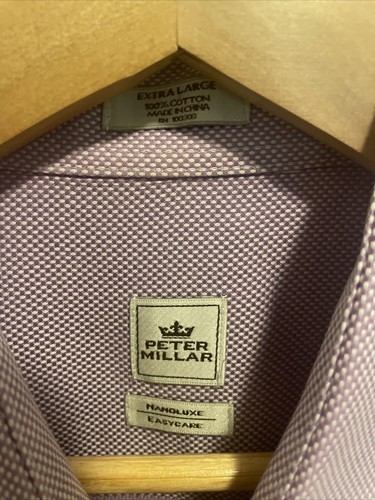 EXTRA LARGE
100% COTTON
MADE IN CHINA
RN 100300
PETER
MILLAR
NANOLUXE
EASYCARE